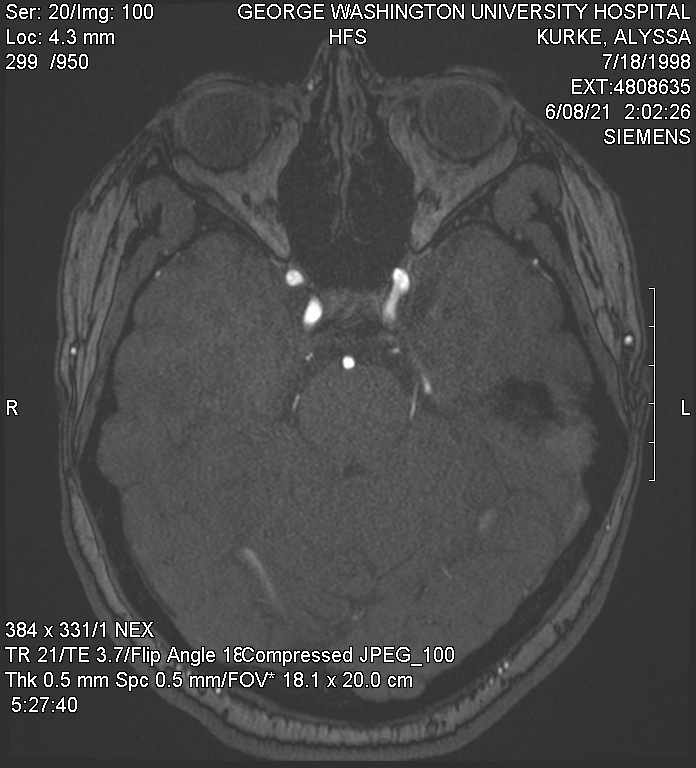 Ser: 20/Img: 100
Loc: 4.3 mm
299 /950
HFS
GEORGE WASHINGTON UNIVERSITY HOSPITAL
KURKE, ALYSSA
7/18/1998
EXT:4808635
6/08/21 2:02:26
SIEMENS
R
L
384 x 331/1 NEX
TR 21/TE 3.7/Flip Angle 18Compressed JPEG_100
Thk 0.5 mm Spc 0.5 mm/FOV* 18.1 x 20.0 cm
5:27:40